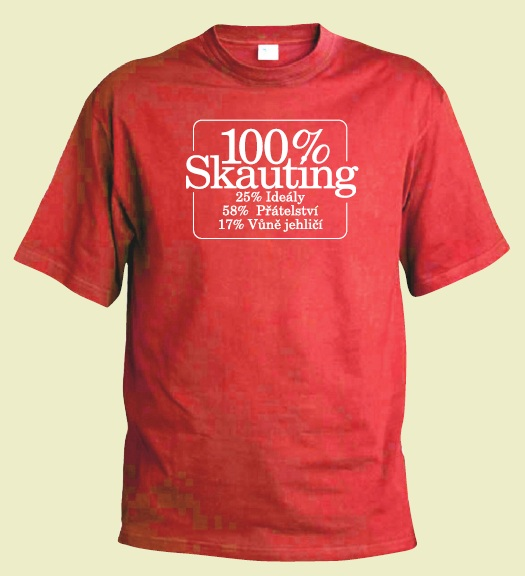 100%
Skauting
25% Ideály
58% Přátelství
17% Vůně jehličí